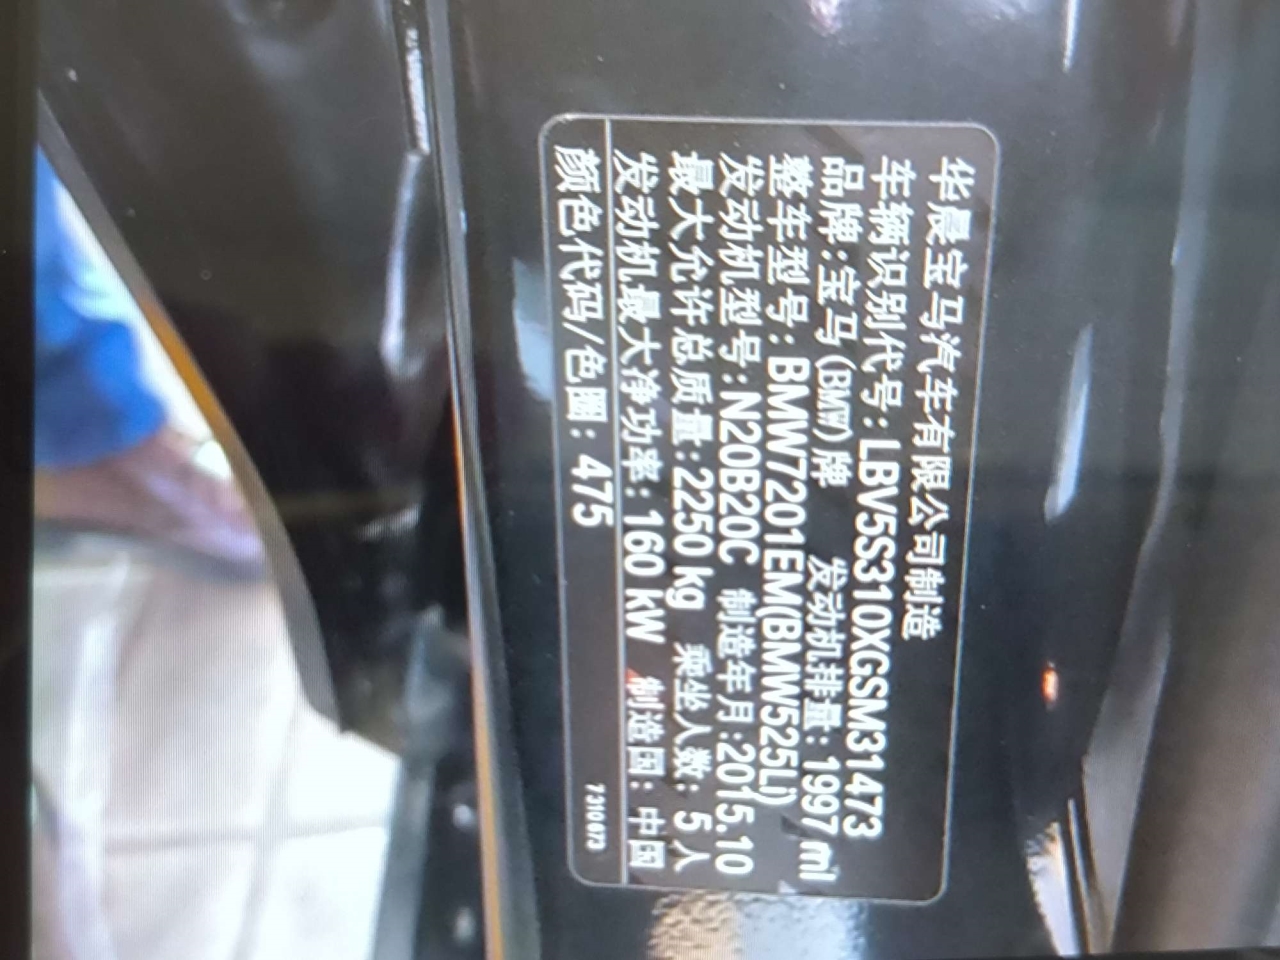 华晨宝马汽车有限公司制造
车辆识别代号:LBV5S310XGSM31473
品牌:宝马(BMW)牌 发动机排量:1997 ml
整车型号:BMW7201EM(BMW525Li)
发动机型号:N20B20C 制造年月:2015.10
最大允许总质量:2250 kg 乘坐人数:5人
发动机最大净功率:160 kW 制造国:中国
颜色代码/色圈:475
7 310 673